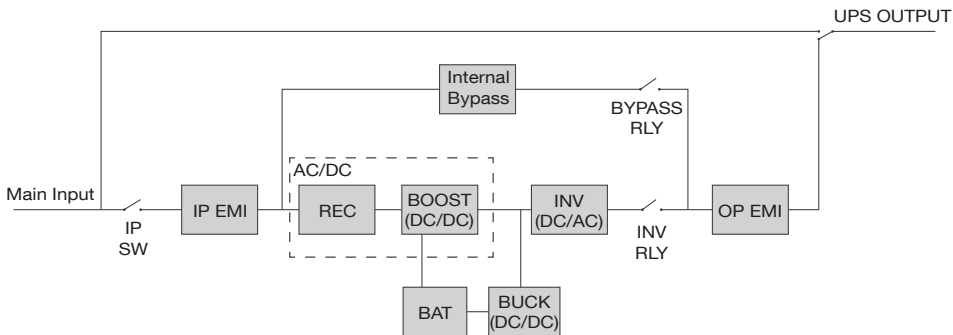 UPS OUTPUT
Internal
Bypass
BYPASS
RLY
AC/DC
Main Input
IP
SW
IP EMI
REC
BOOST
(DC/DC)
INV
(DC/AC)
INV
RLY
OP EMI
BAT
BUCK
(DC/DC)